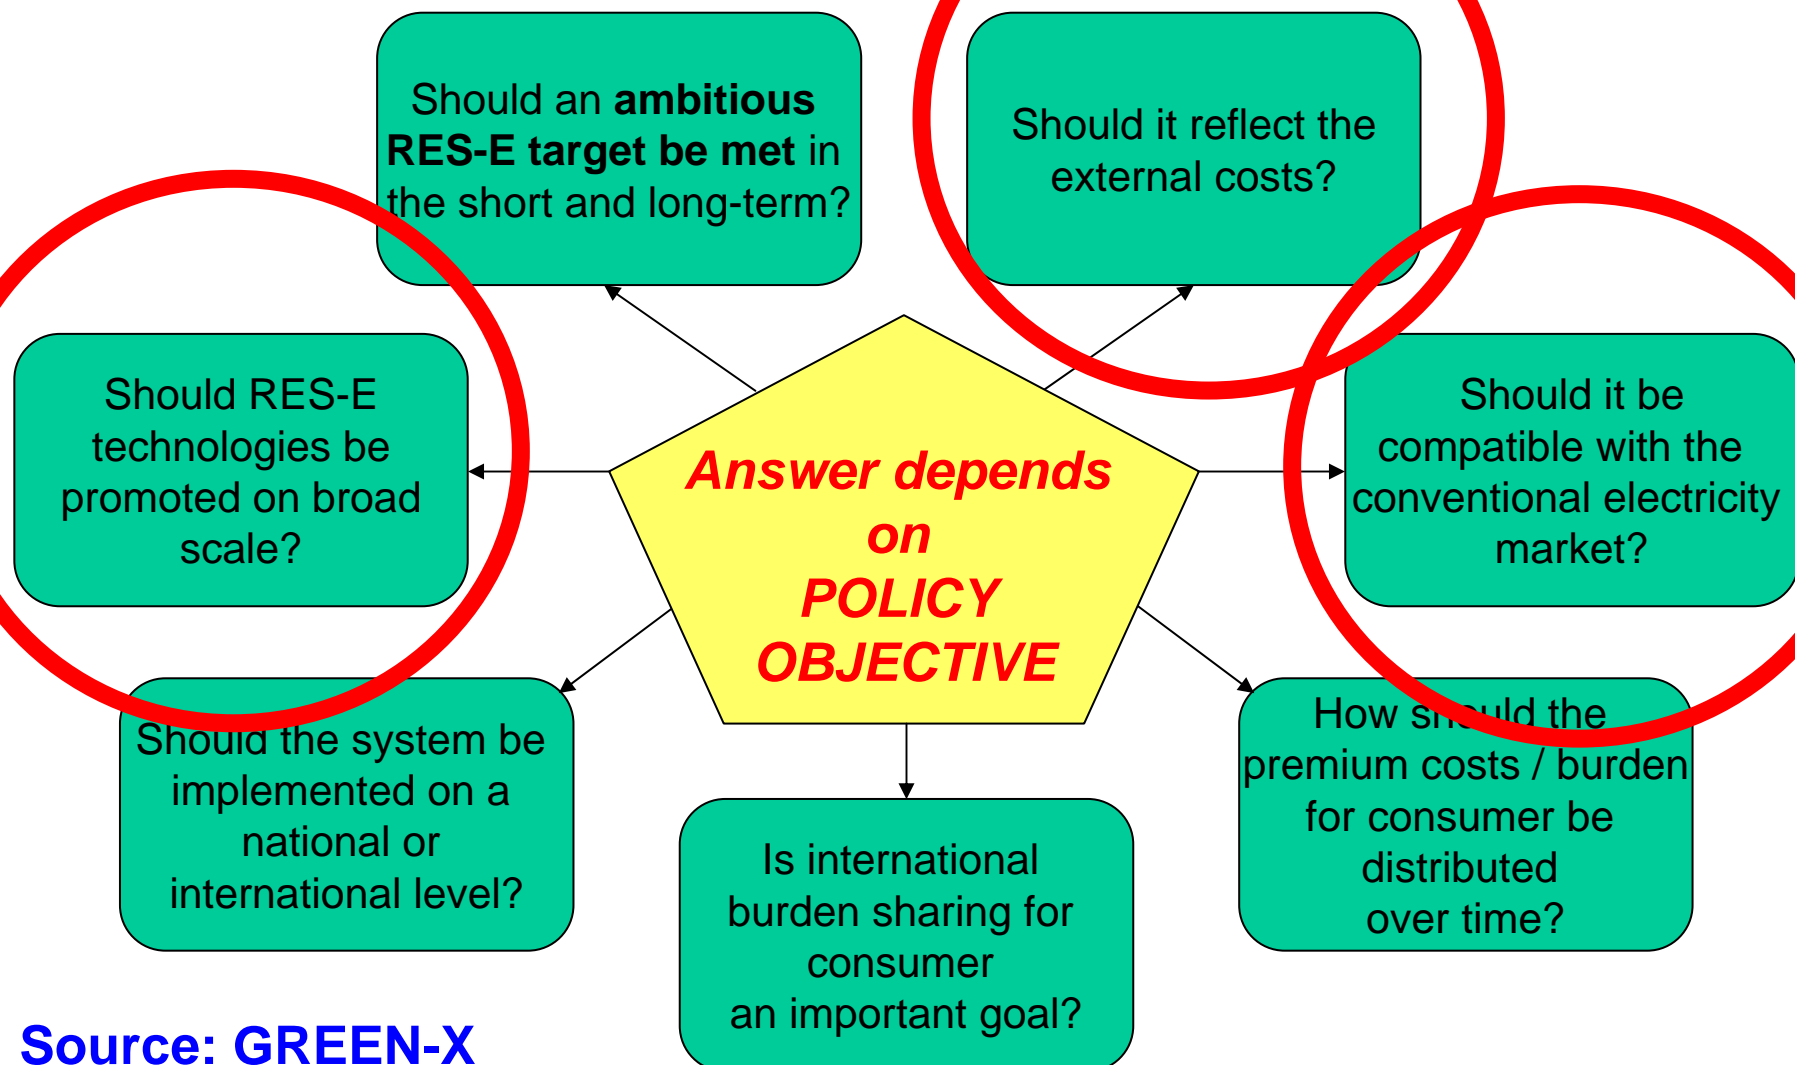 Should an ambitious
RES-E target be met in
the short and long-term?
Should it reflect the
external costs?
Should RES-E
technologies be
promoted on broad
scale?
Answer depends
on
POLICY
OBJECTIVE
Should it be
compatible with the
conventional electricity
market?
Should the system be
implemented on a
national or
international level?
Is international
burden sharing for
consumer
an important goal?
How should the
premium costs / burden
for consumer be
distributed
over time?
Source: GREEN-X